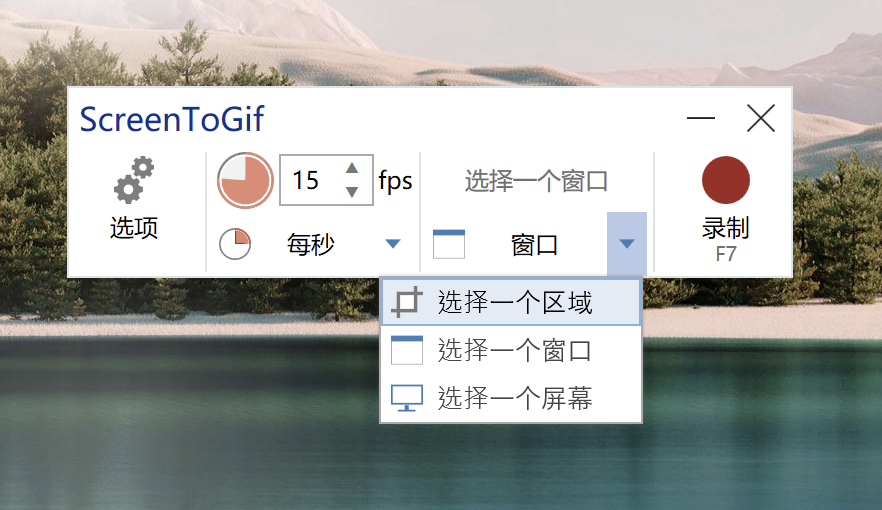 ScreenToGif
选项
15 fps
每秒
选择一个窗口
窗口
录制
F7
选择一个区域
选择一个窗口
选择一个屏幕